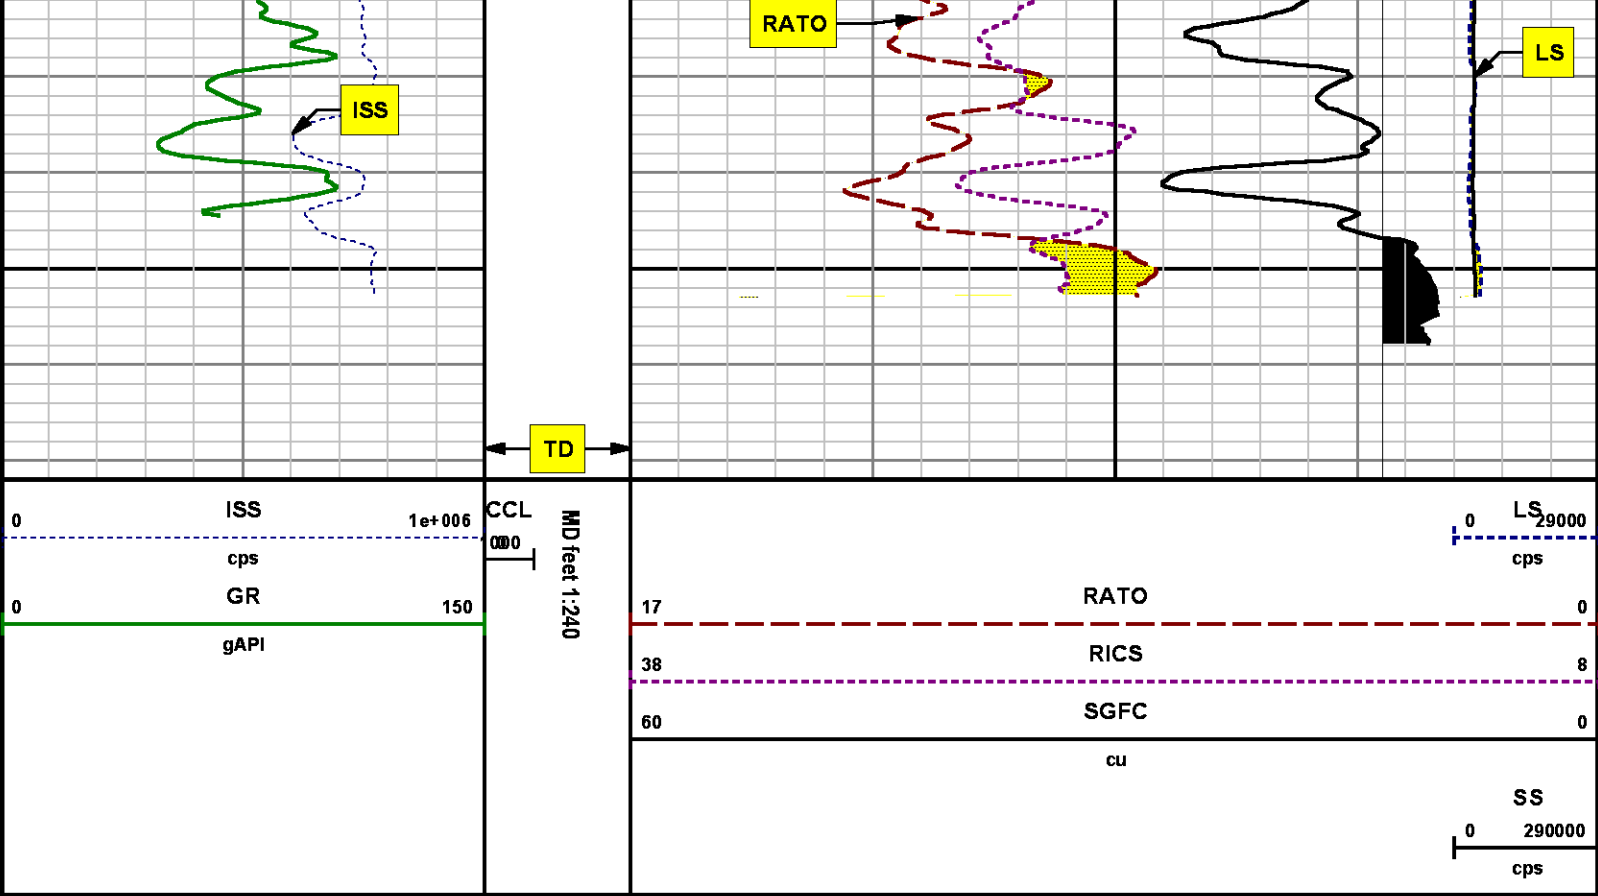 RATO
LS
ISS
TD
ISS
0 1e+006
cps
GR
0 150
gAPI
CCL
MD feet 1:240
LS
0 29000
cps
RATO
17 0
RICS
38 8
SGFC
60 0
cu
SS
0 290000
cps